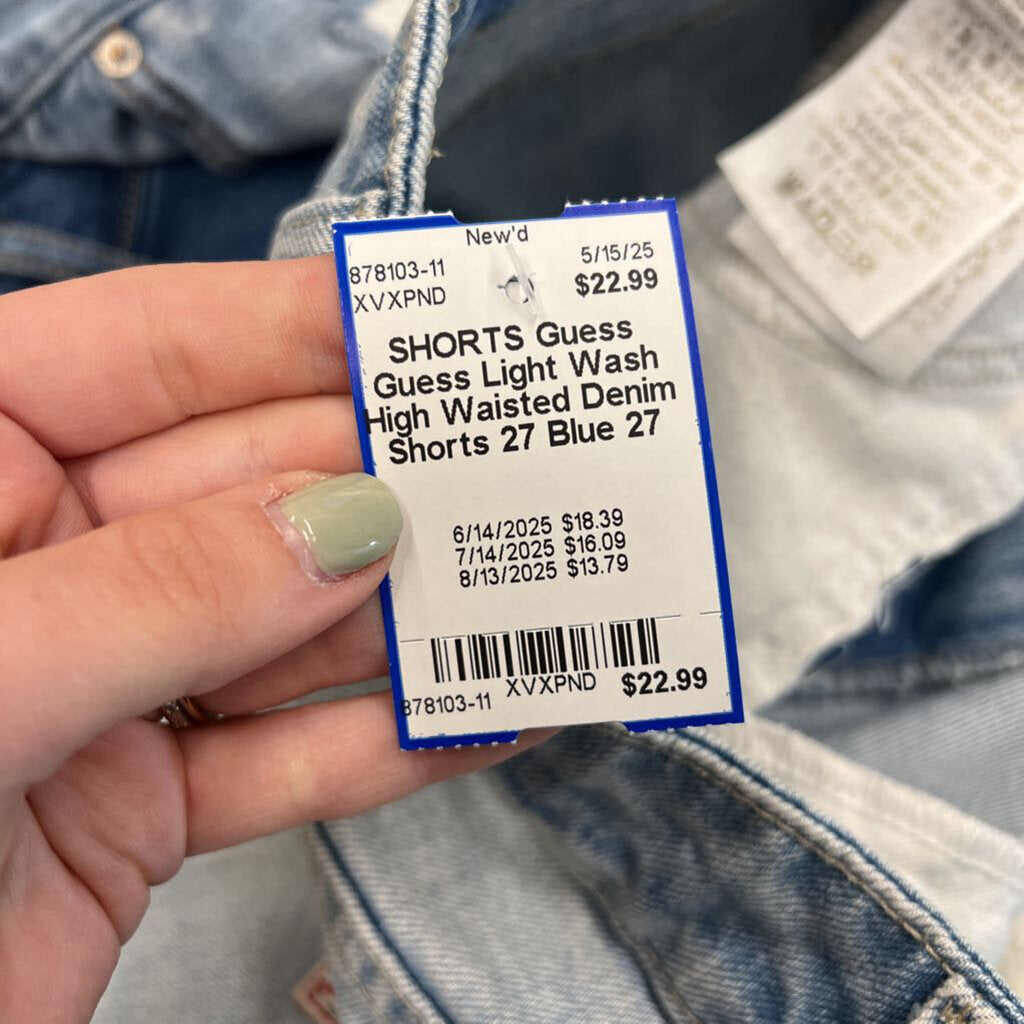 New'd
878103-11 5/15/25
XVXPND $22.99
SHORTS Guess
Guess Light Wash
High Waisted Denim
Shorts 27 Blue 27
6/14/2025 $18.39
7/14/2025 $16.09
8/13/2025 $13.79
878103-11 XVXPND $22.99